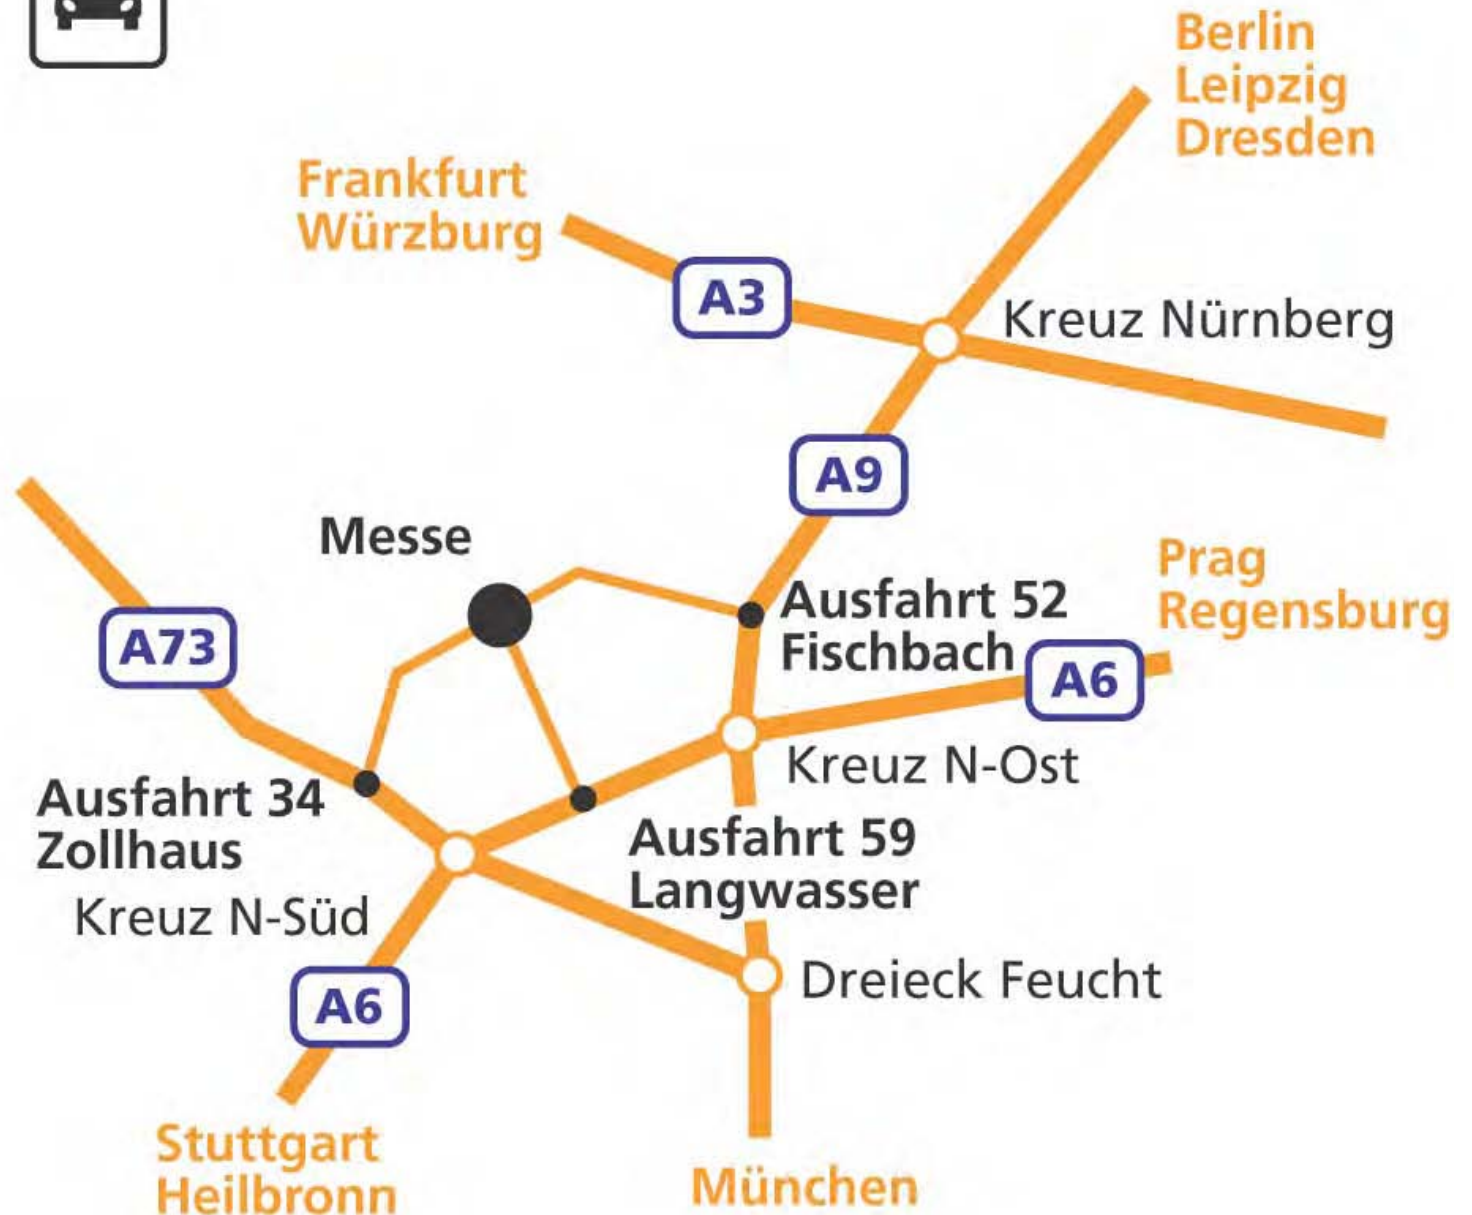 Berlin
Leipzig
Dresden
Frankfurt
Würzburg
A3
Kreuz Nürnberg
A9
Messe
Prag
Regensburg
Ausfahrt 52
Fischbach
A73
A6
Kreuz N-Ost
Ausfahrt 34
Zollhaus
Ausfahrt 59
Langwasser
Kreuz N-Süd
Dreieck Feucht
A6
Stuttgart
Heilbronn
München